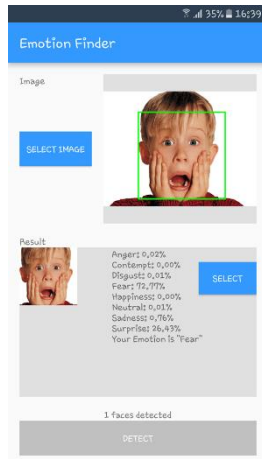 35% 16:39
Emotion Finder
Image
SELECT IMAGE
Result
Anger: 0,02%
Contempt: 0,00%
Disgust: 0,01%
Fear: 72,77%
Happiness: 0,00%
Neutral: 0,01%
Sadness: 0,76%
Surprise: 26,43%
Your Emotion is "Fear"
SELECT
1 faces detected
DETECT